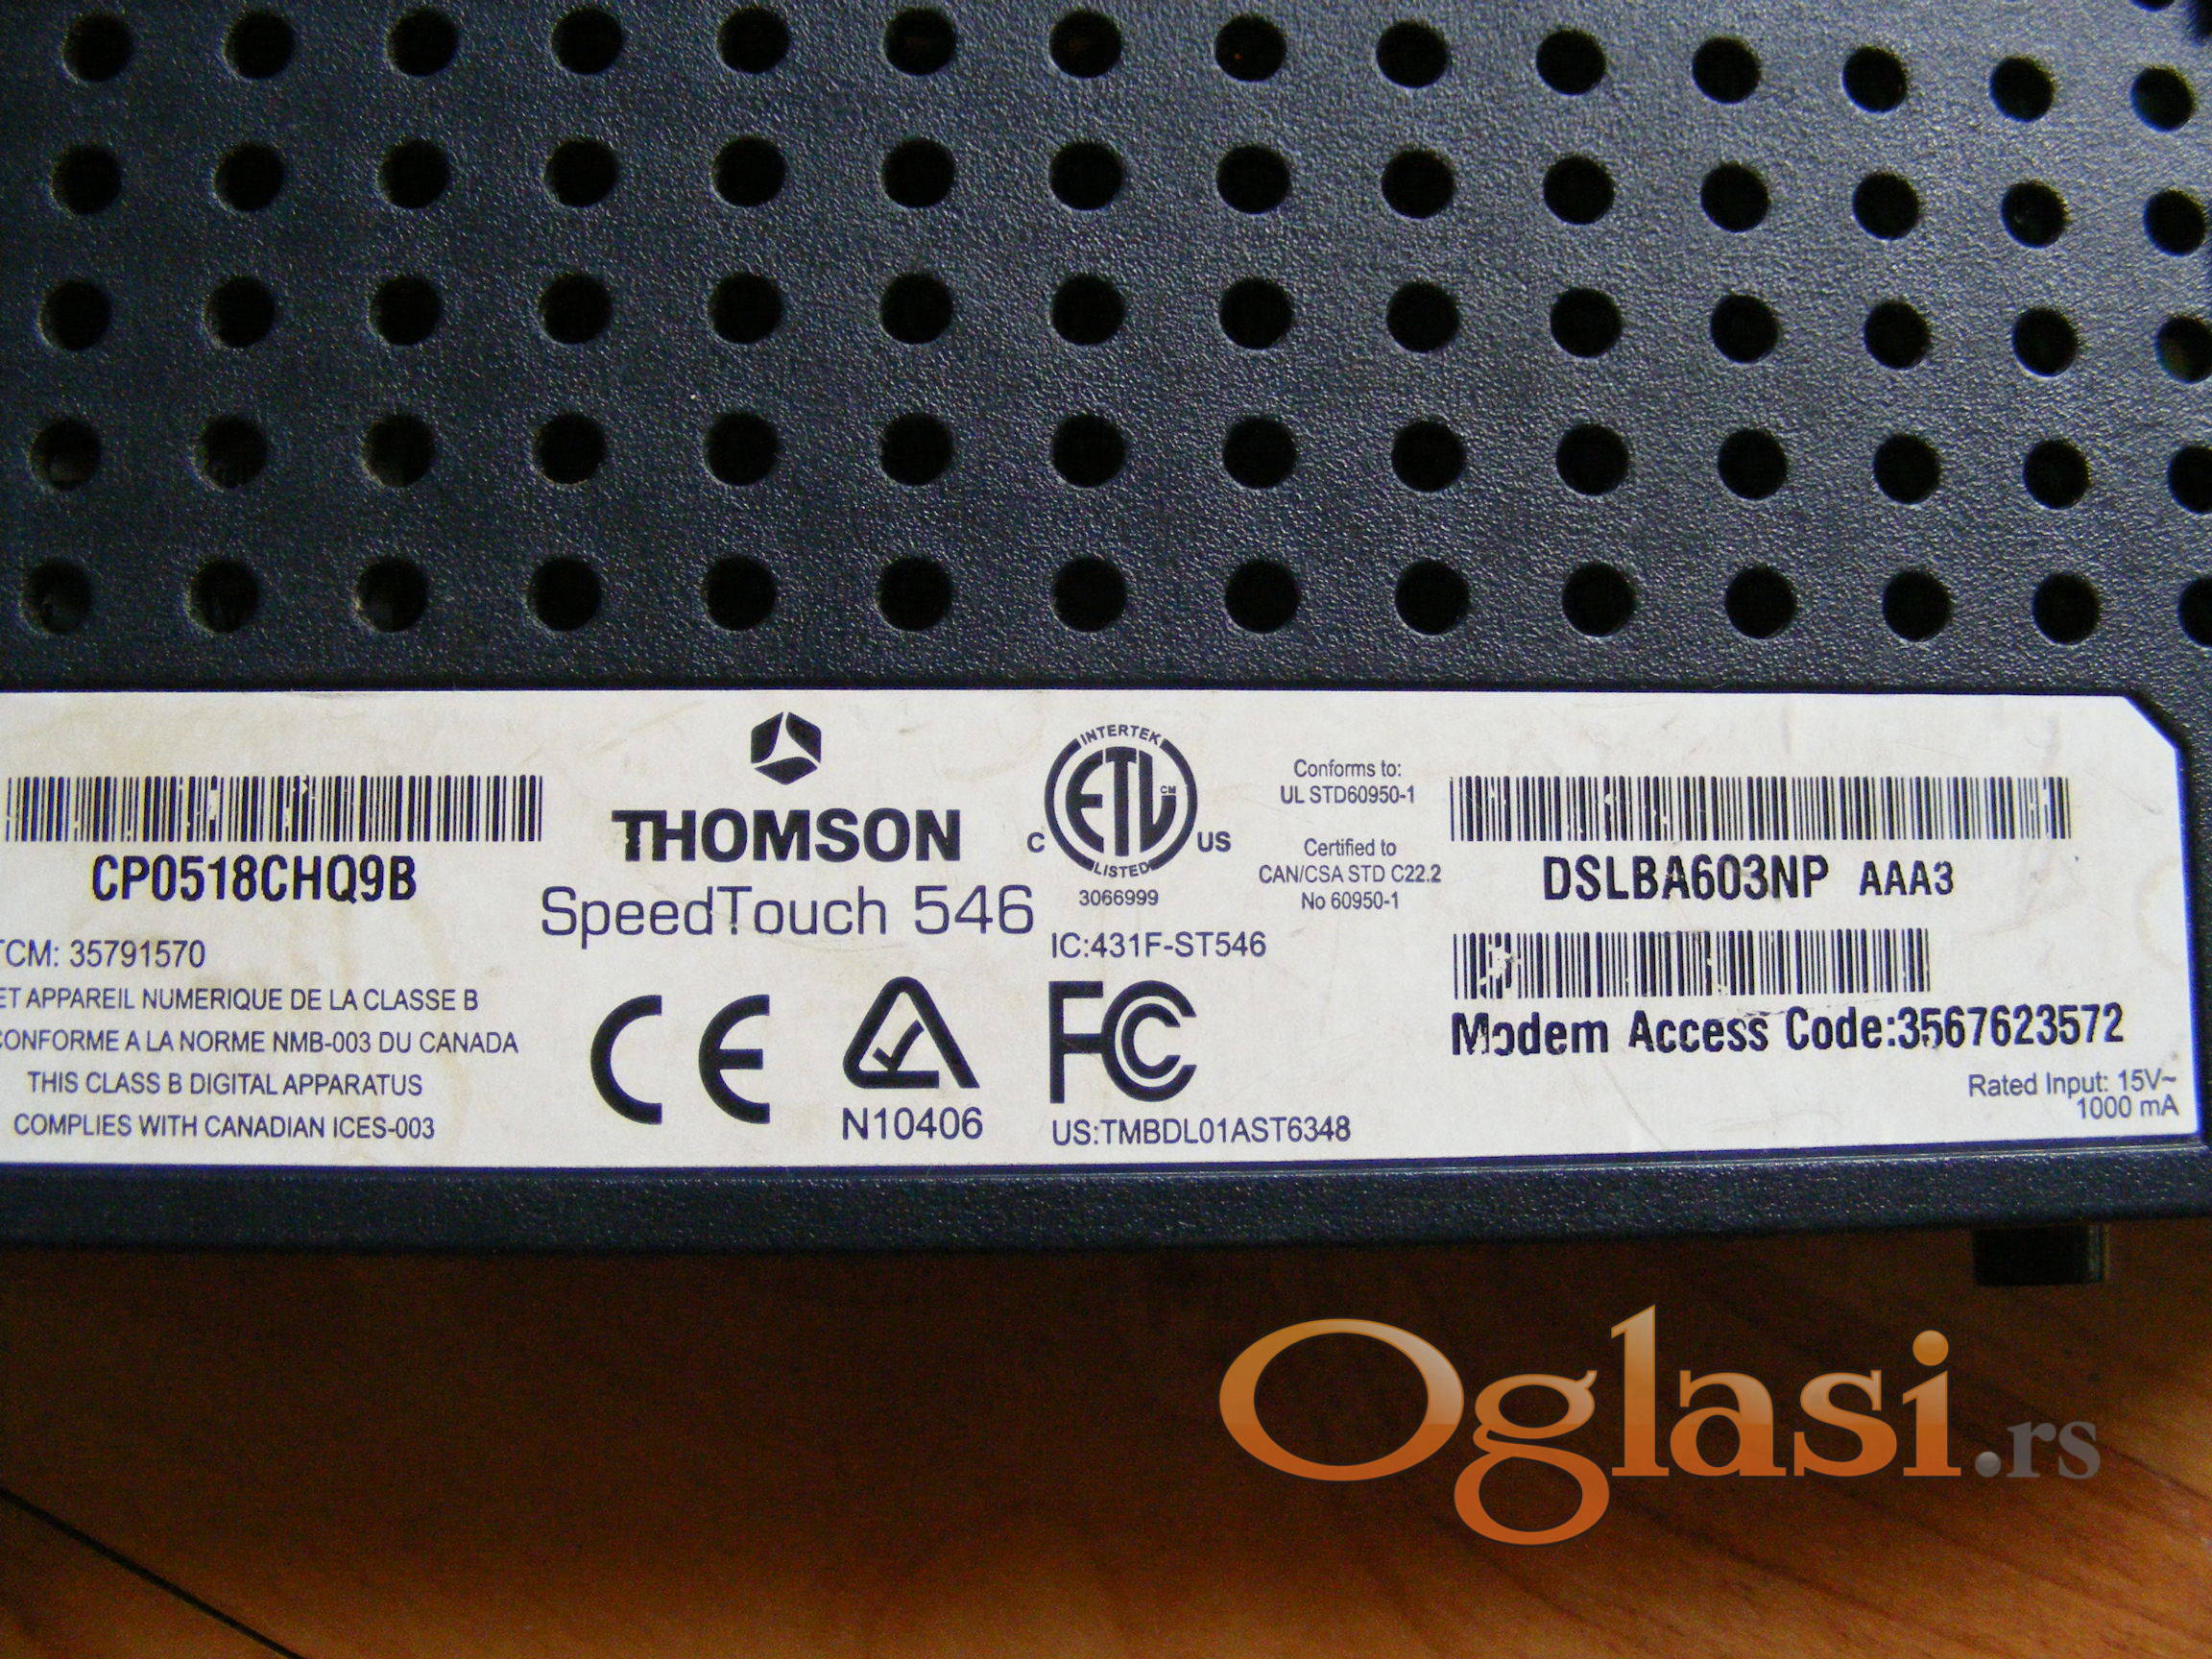 CP0518CHQ9B
TCM: 35791570
ET APPAREIL NUMERIQUE DE LA CLASSE B
CONFORME A LA NORME NMB-003 DU CANADA
THIS CLASS B DIGITAL APPARATUS
COMPLIES WITH CANADIAN ICES-003
THOMSON
SpeedTouch 546
CE
N10406
INTERTEK
ETL CM
C US
LISTED
3066999
IC:431F-ST546
FC
US:TMBDL01AST6348
Conforms to:
UL STD60950-1
Certified to
CAN/CSA STD C22.2
No 60950-1
DSLBA603NP AAA3
Modem Access Code:3567623572
Rated Input: 15V~
1000 mA
Oglasi.rs